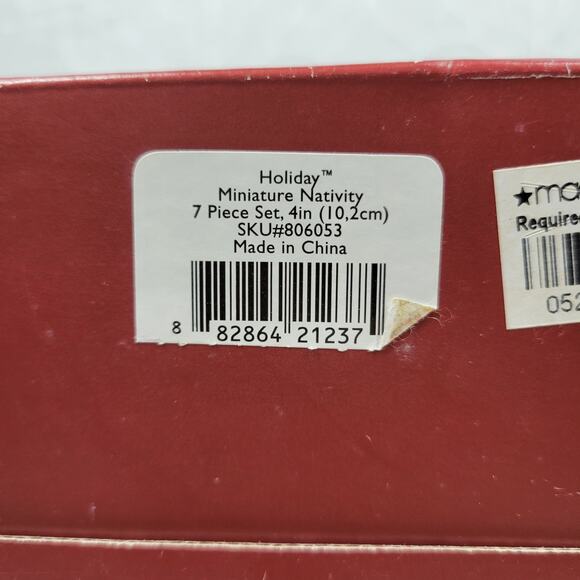 Holiday™
Miniature Nativity
7 Piece Set, 4in (10,2cm)
SKU#806053
Made in China
8 82864 21237
★ma
Require
052